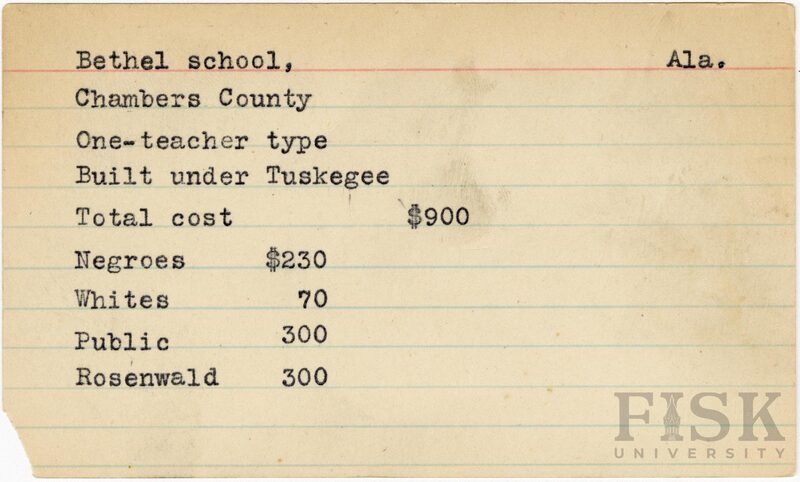 Bethel school, Ala.
Chambers County
One-teacher type
Built under Tuskegee
Total cost $900
Negroes $230
Whites 70
Public 300
Rosenwald 300
FISK
UNIVERSITY